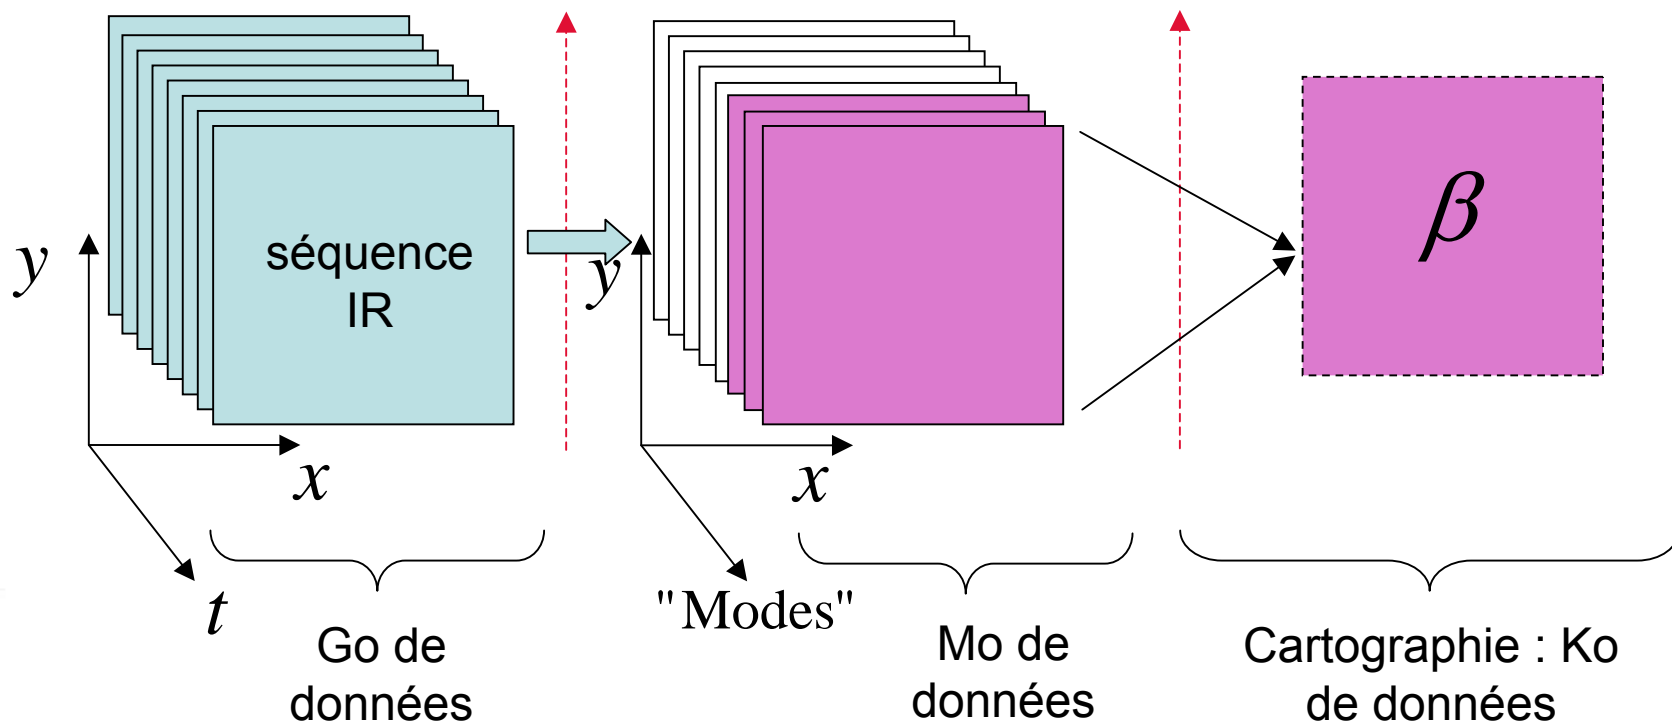 y
séquence
IR
x
t
Go de
données
y
x
"Modes"
Mo de
données
β
Cartographie : Ko
de données